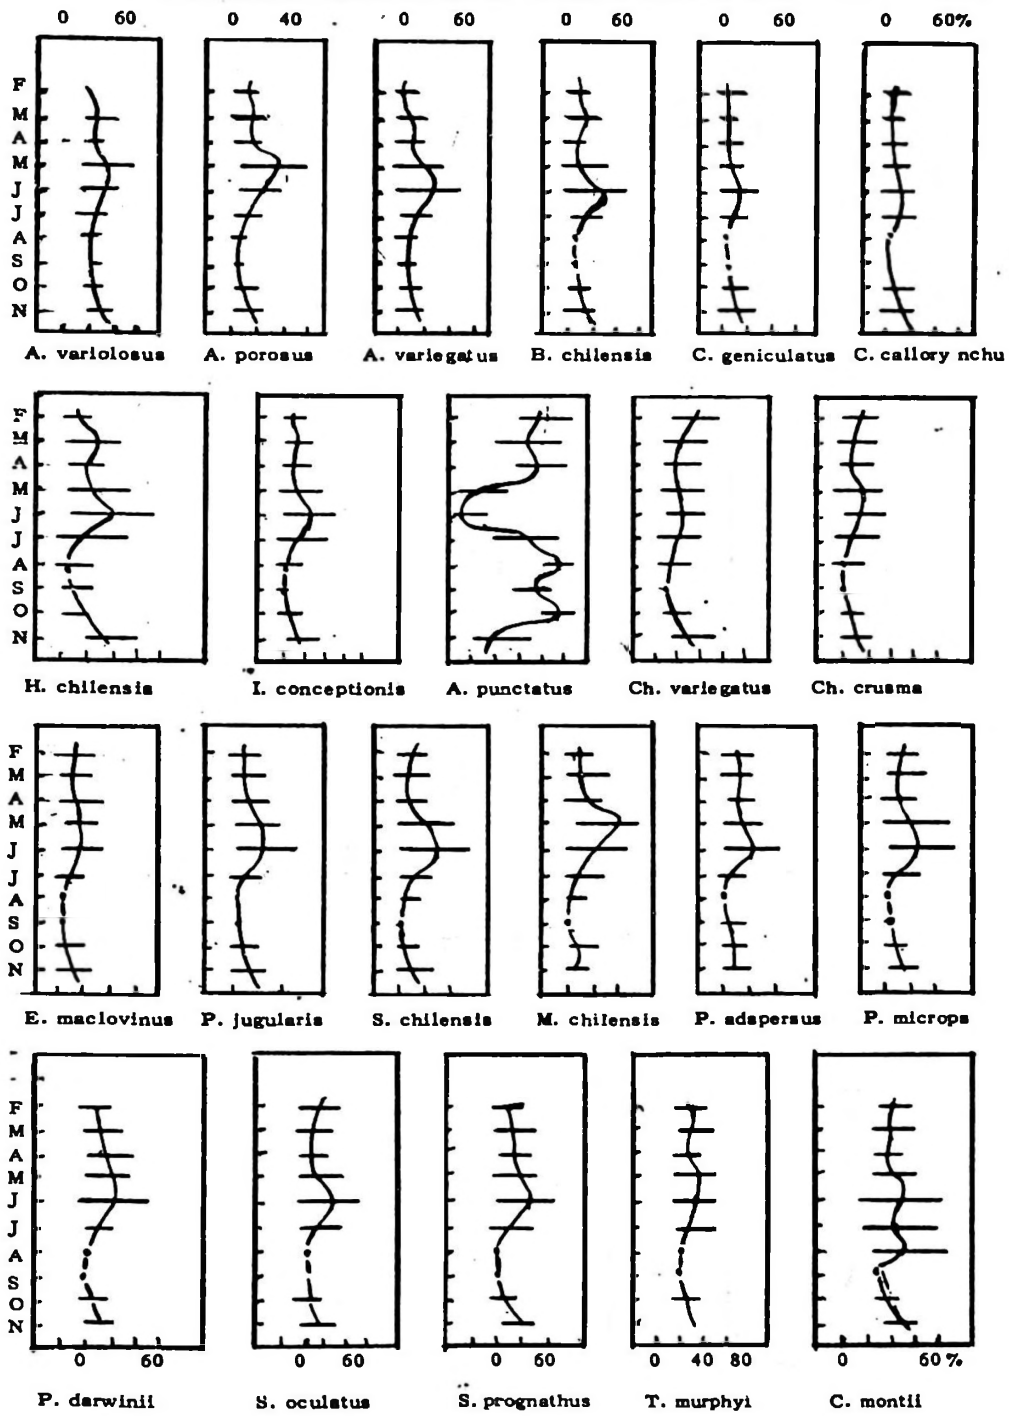 0 60 0 40 0 60 0 60 0 60 0 60%
F
M
A
M
J
J
A
S
O
N
A. variolosus A. porosus A. variegatus B. chilensis C. geniculatus C. callorynchu
F
M
A
M
J
J
A
S
O
N
H. chilensis I. conceptionis A. punctatus Ch. variegatus Ch. crusma
F
M
A
M
J
J
A
S
O
N
E. maclovinus P. jugularis S. chilensis M. chilensis P. adspersus P. microps
F
M
A
M
J
J
A
S
O
N
0 60 0 60 0 60 0 40 80 0 60%
P. darwinii S. oculatus S. prognathus T. murphyi C. montii